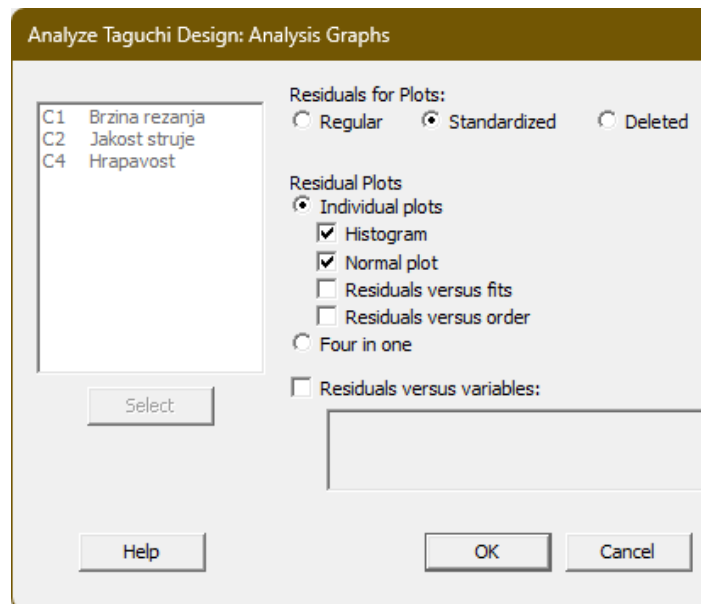 Analyze Taguchi Design: Analysis Graphs
C1 Brzina rezanja
C2 Jakost struje
C4 Hrapavost
Select
Residuals for Plots:
Regular Standardized Deleted
Residual Plots
Individual plots
Histogram
Normal plot
Residuals versus fits
Residuals versus order
Four in one
Residuals versus variables:
Help OK Cancel